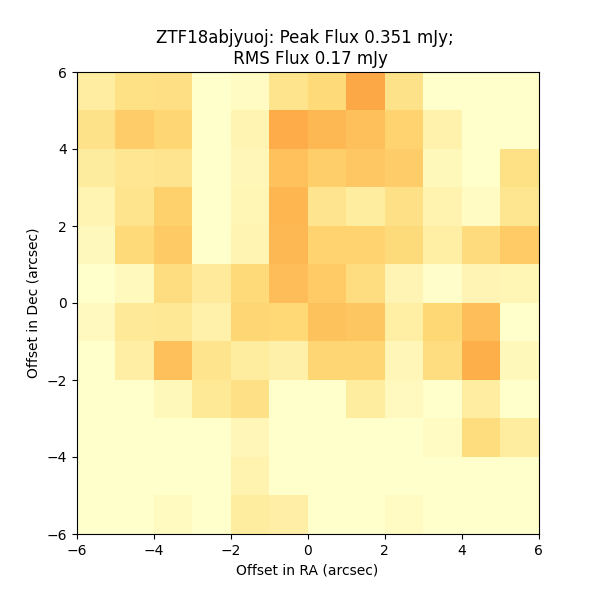 ZTF18abjyuoj: Peak Flux 0.351 mJy;
RMS Flux 0.17 mJy
6
4
2
0
−2
−4
−6
Offset in Dec (arcsec)
−6 −4 −2 0 2 4 6
Offset in RA (arcsec)